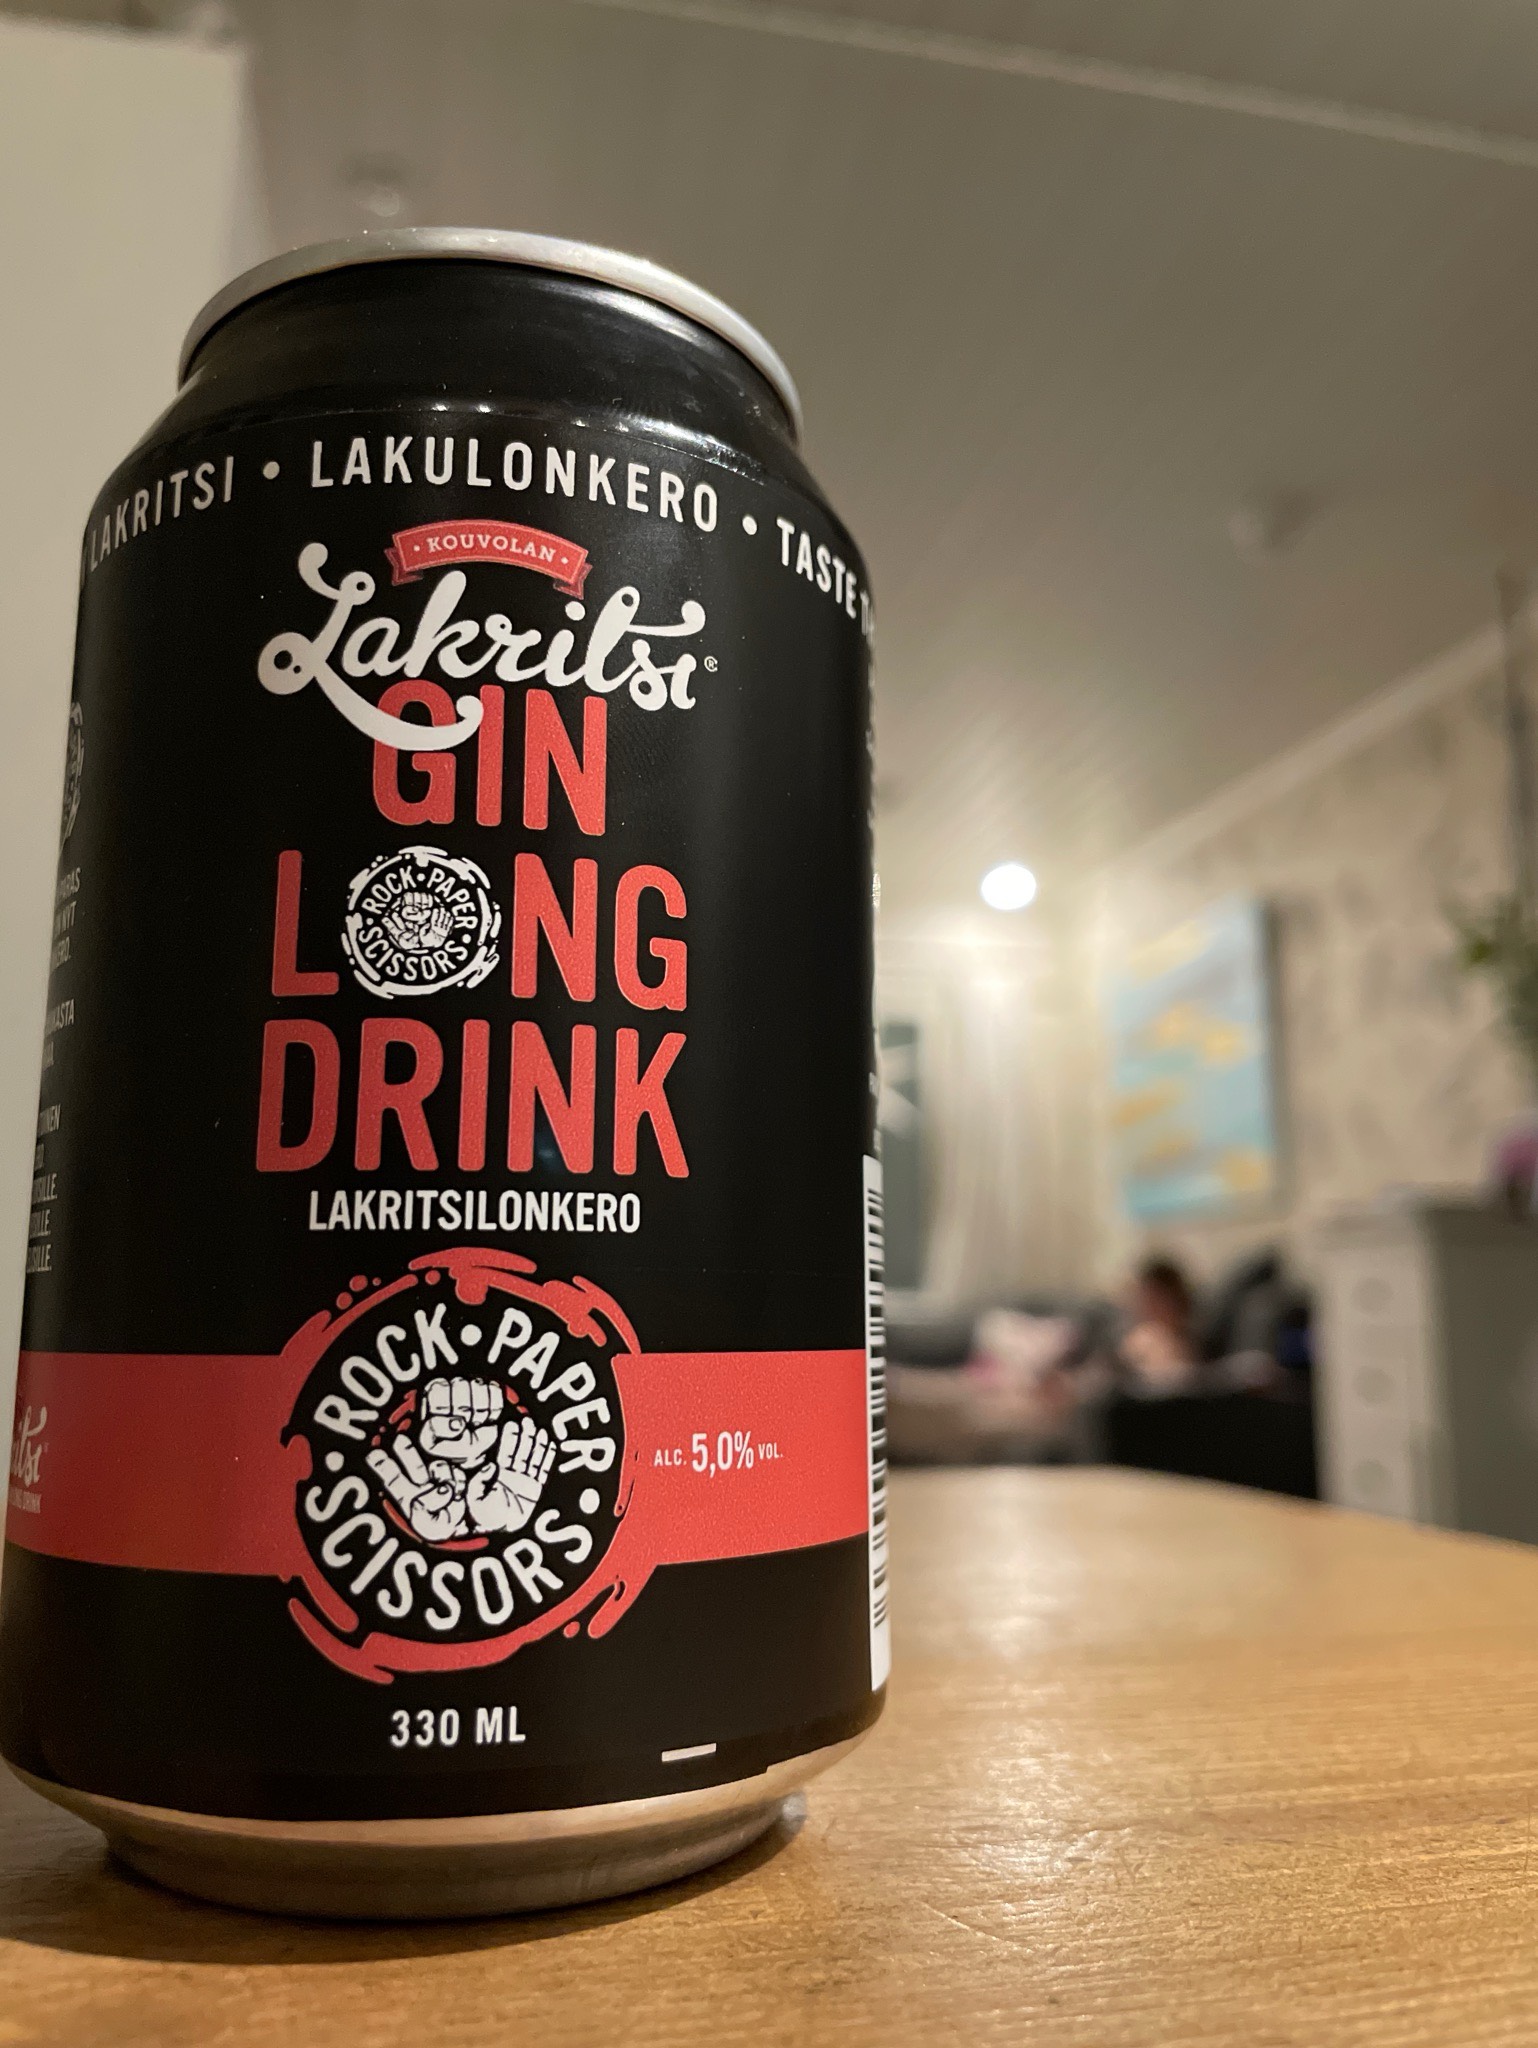 LAKRITSI • LAKULONKERO • TASTE
• KOUVOLAN •
Lakritsi®
GIN
LONG
ROCK • PAPER • SCISSORS •
DRINK
LAKRITSILONKERO
ROCK • PAPER • SCISSORS •
ALC. 5,0% VOL.
330 ML